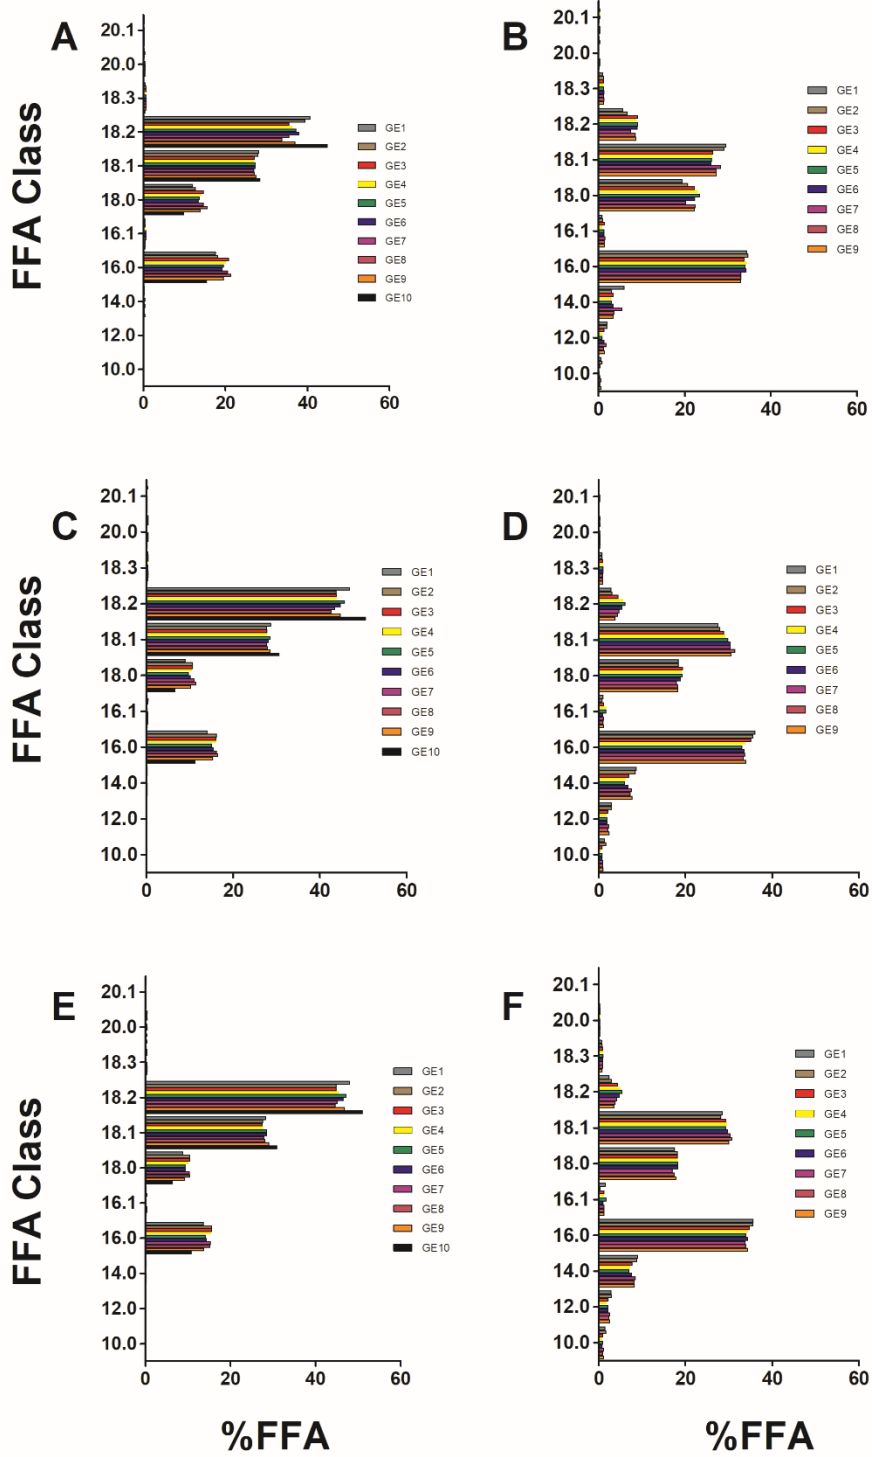 A
FFA Class
20.1
20.0
18.3
18.2
18.1
18.0
16.1
16.0
14.0
12.0
10.0
0 20 40 60
GE1
GE2
GE3
GE4
GE5
GE6
GE7
GE8
GE9
GE10
B
20.1
20.0
18.3
18.2
18.1
18.0
16.1
16.0
14.0
12.0
10.0
0 20 40 60
GE1
GE2
GE3
GE4
GE5
GE6
GE7
GE8
GE9
C
FFA Class
20.1
20.0
18.3
18.2
18.1
18.0
16.1
16.0
14.0
12.0
10.0
0 20 40 60
GE1
GE2
GE3
GE4
GE5
GE6
GE7
GE8
GE9
GE10
D
20.1
20.0
18.3
18.2
18.1
18.0
16.1
16.0
14.0
12.0
10.0
0 20 40 60
GE1
GE2
GE3
GE4
GE5
GE6
GE7
GE8
GE9
E
FFA Class
20.1
20.0
18.3
18.2
18.1
18.0
16.1
16.0
14.0
12.0
10.0
0 20 40 60
GE1
GE2
GE3
GE4
GE5
GE6
GE7
GE8
GE9
GE10
%FFA
F
20.1
20.0
18.3
18.2
18.1
18.0
16.1
16.0
14.0
12.0
10.0
0 20 40 60
GE1
GE2
GE3
GE4
GE5
GE6
GE7
GE8
GE9
%FFA